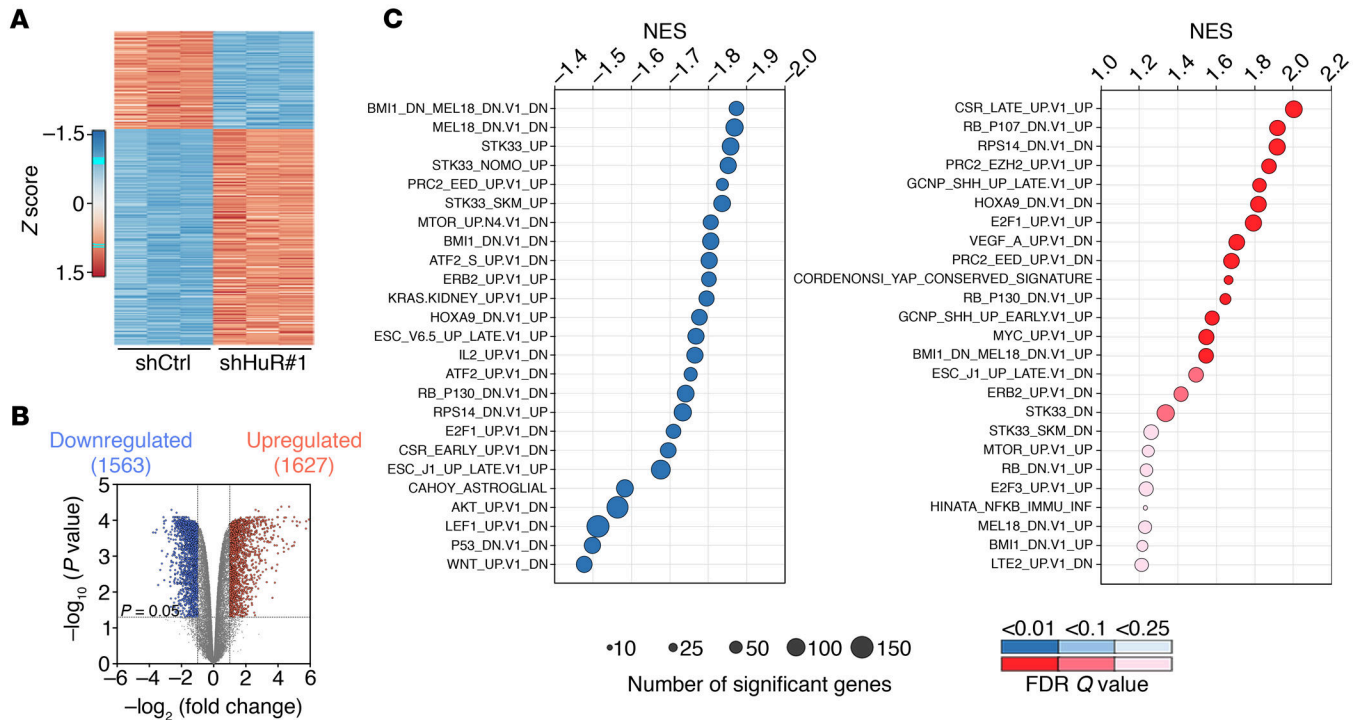 A
−1.5
0
1.5
Z score
shCtrl
shHuR#1
B
Downregulated
(1563)
Upregulated
(1627)
5
4
3
2
1
0
−log10 (P value)
P = 0.05
−6
−4
−2
0
2
4
6
−log2 (fold change)
C
NES
−1.4
−1.5
−1.6
−1.7
−1.8
−1.9
−2.0
BMI1_DN_MEL18_DN.V1_DN
MEL18_DN.V1_DN
STK33_UP
STK33_NOMO_UP
PRC2_EED_UP.V1_UP
STK33_SKM_UP
MTOR_UP.N4.V1_DN
BMI1_DN.V1_DN
ATF2_S_UP.V1_DN
ERB2_UP.V1_UP
KRAS.KIDNEY_UP.V1_UP
HOXA9_DN.V1_UP
ESC_V6.5_UP_LATE.V1_UP
IL2_UP.V1_DN
ATF2_UP.V1_DN
RB_P130_DN.V1_DN
RPS14_DN.V1_UP
E2F1_UP.V1_DN
CSR_EARLY_UP.V1_DN
ESC_J1_UP_LATE.V1_UP
CAHOY_ASTROGLIAL
AKT_UP.V1_DN
LEF1_UP.V1_DN
P53_DN.V1_DN
WNT_UP.V1_DN
NES
1.0
1.2
1.4
1.6
1.8
2.0
2.2
CSR_LATE_UP.V1_UP
RB_P107_DN.V1_UP
RPS14_DN.V1_DN
PRC2_EZH2_UP.V1_UP
GCNP_SHH_UP_LATE.V1_UP
HOXA9_DN.V1_DN
E2F1_UP.V1_UP
VEGF_A_UP.V1_DN
PRC2_EED_UP.V1_DN
CORDENONSI_YAP_CONSERVED_SIGNATURE
RB_P130_DN.V1_UP
GCNP_SHH_UP_EARLY.V1_UP
MYC_UP.V1_UP
BMI1_DN_MEL18_DN.V1_UP
ESC_J1_UP_LATE.V1_DN
ERB2_UP.V1_DN
STK33_DN
STK33_SKM_DN
MTOR_UP.V1_UP
RB_DN.V1_UP
E2F3_UP.V1_UP
HINATA_NFKB_IMMU_INF
MEL18_DN.V1_UP
BMI1_DN.V1_UP
LTE2_UP.V1_DN
10
25
50
100
150
Number of significant genes
<0.01
<0.1
<0.25
FDR Q value